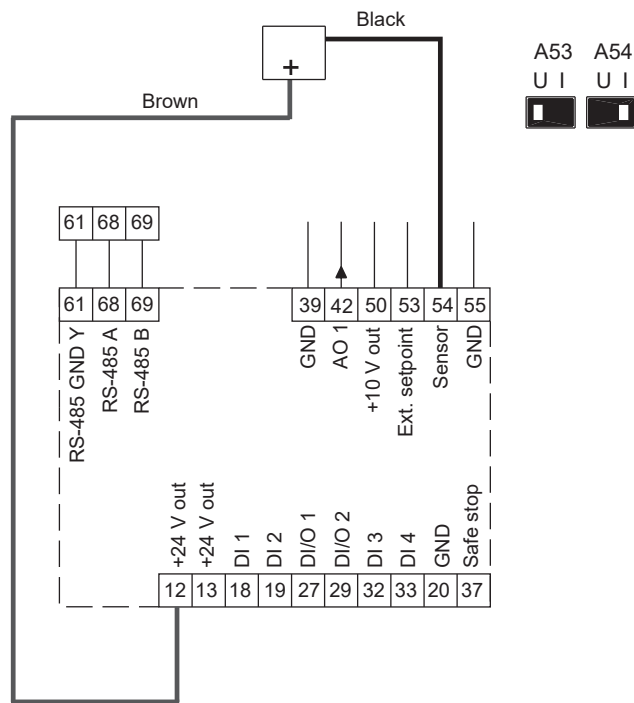 Black
A53 A54
U I U I
+
Brown
61 68 69
61 68 69
39 42 50 53 54 55
RS-485 GND Y
RS-485 A
RS-485 B
GND
AO 1
+10 V out
Ext. setpoint
Sensor
GND
+24 V out
+24 V out
DI 1
DI 2
DI/O 1
DI/O 2
DI 3
DI 4
GND
Safe stop
12 13 18 19 27 29 32 33 20 37